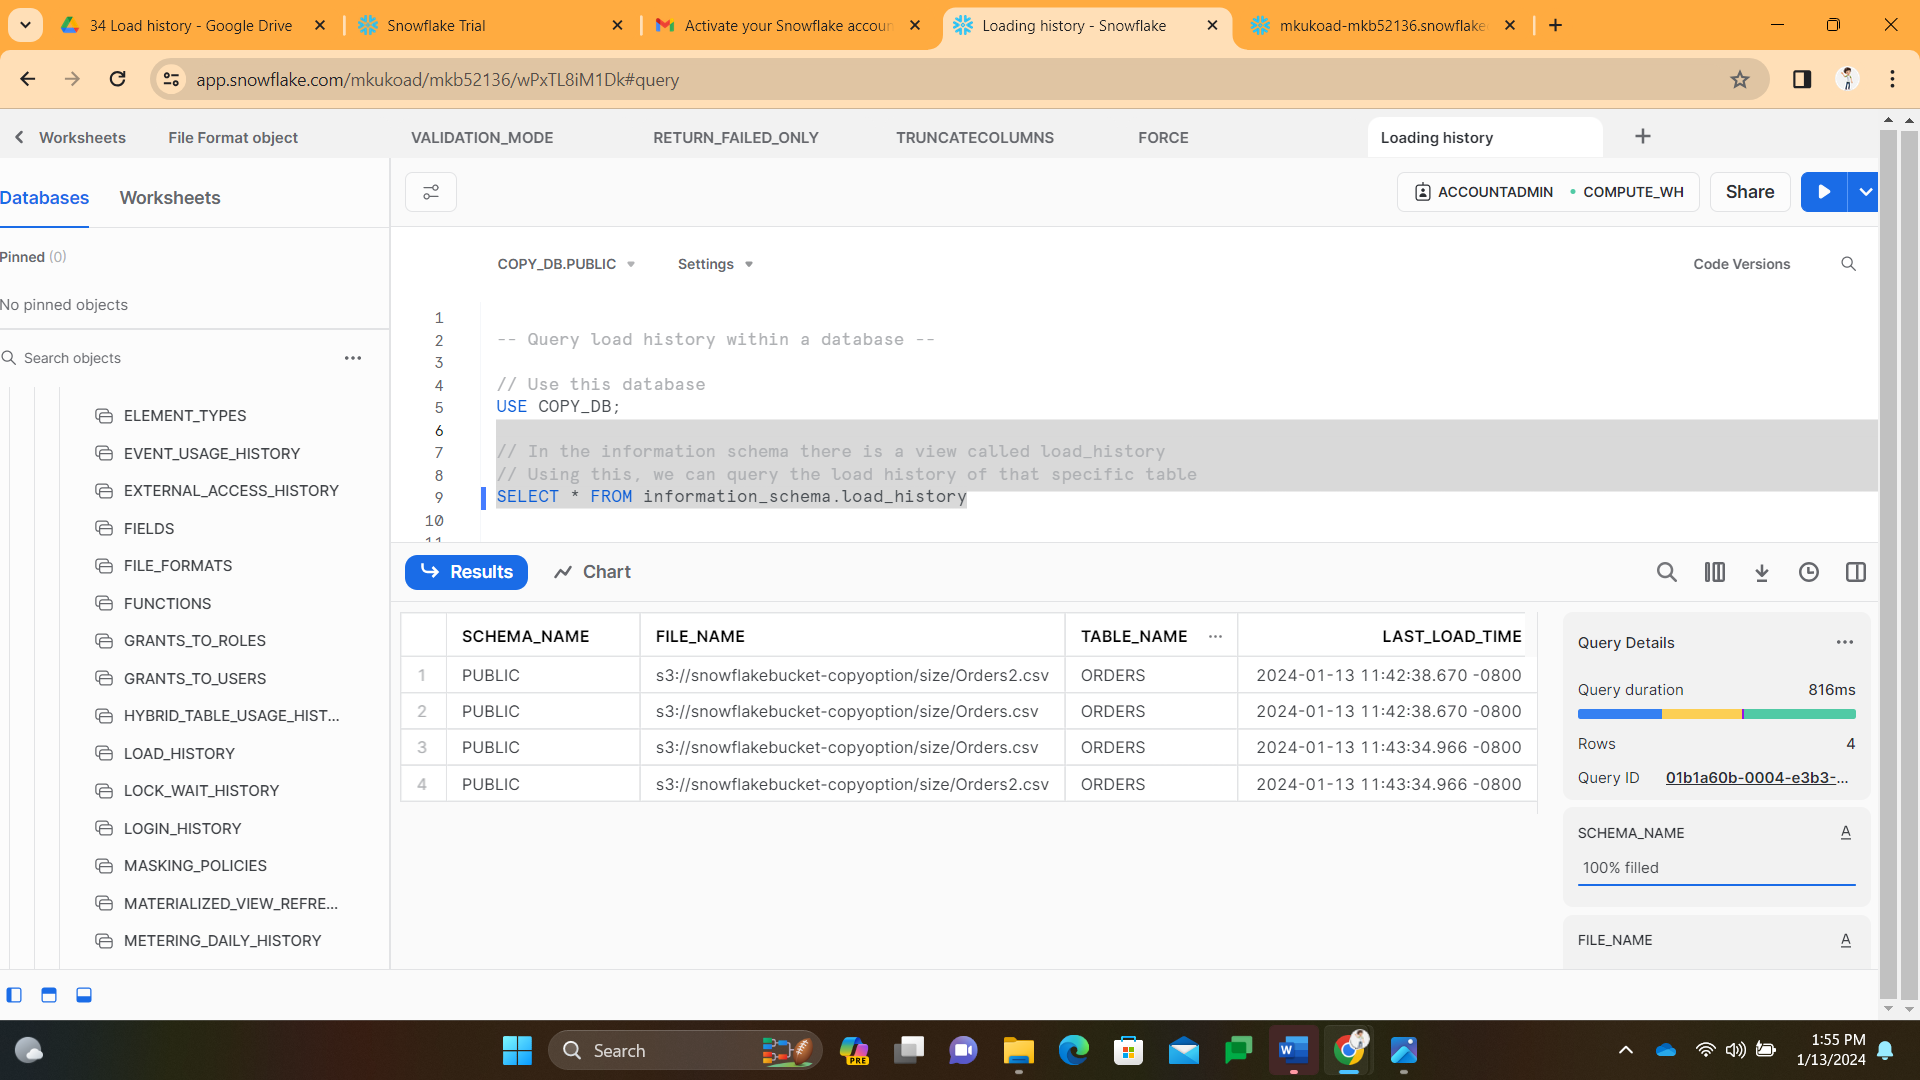 34 Load history - Google Drive
Snowflake Trial
Activate your Snowflake accoun
Loading history - Snowflake
mkukoad-mkb52136.snowflake
app.snowflake.com/mkukoad/mkb52136/wPxTL8iM1Dk#query
Worksheets
File Format object
VALIDATION_MODE
RETURN_FAILED_ONLY
TRUNCATECOLUMNS
FORCE
Loading history
Databases
Worksheets
ACCOUNTADMIN
COMPUTE_WH
Share
Pinned (0)
No pinned objects
Search objects
ELEMENT_TYPES
EVENT_USAGE_HISTORY
EXTERNAL_ACCESS_HISTORY
FIELDS
FILE_FORMATS
FUNCTIONS
GRANTS_TO_ROLES
GRANTS_TO_USERS
HYBRID_TABLE_USAGE_HIST...
LOAD_HISTORY
LOCK_WAIT_HISTORY
LOGIN_HISTORY
MASKING_POLICIES
MATERIALIZED_VIEW_REFRE...
METERING_DAILY_HISTORY
COPY_DB.PUBLIC
Settings
Code Versions
1
2 -- Query load history within a database --
3
4 // Use this database
5 USE COPY_DB;
6
7 // In the information schema there is a view called load_history
8 // Using this, we can query the load history of that specific table
9 SELECT * FROM information_schema.load_history
10
11
Results
Chart
SCHEMA_NAME FILE_NAME TABLE_NAME ... LAST_LOAD_TIME
1 PUBLIC s3://snowflakebucket-copyoption/size/Orders2.csv ORDERS 2024-01-13 11:42:38.670 -0800
2 PUBLIC s3://snowflakebucket-copyoption/size/Orders.csv ORDERS 2024-01-13 11:42:38.670 -0800
3 PUBLIC s3://snowflakebucket-copyoption/size/Orders.csv ORDERS 2024-01-13 11:43:34.966 -0800
4 PUBLIC s3://snowflakebucket-copyoption/size/Orders2.csv ORDERS 2024-01-13 11:43:34.966 -0800
Query Details
Query duration 816ms
Rows 4
Query ID 01b1a60b-0004-e3b3-...
SCHEMA_NAME A
100% filled
FILE_NAME A
Search
PRE
1:55 PM
1/13/2024